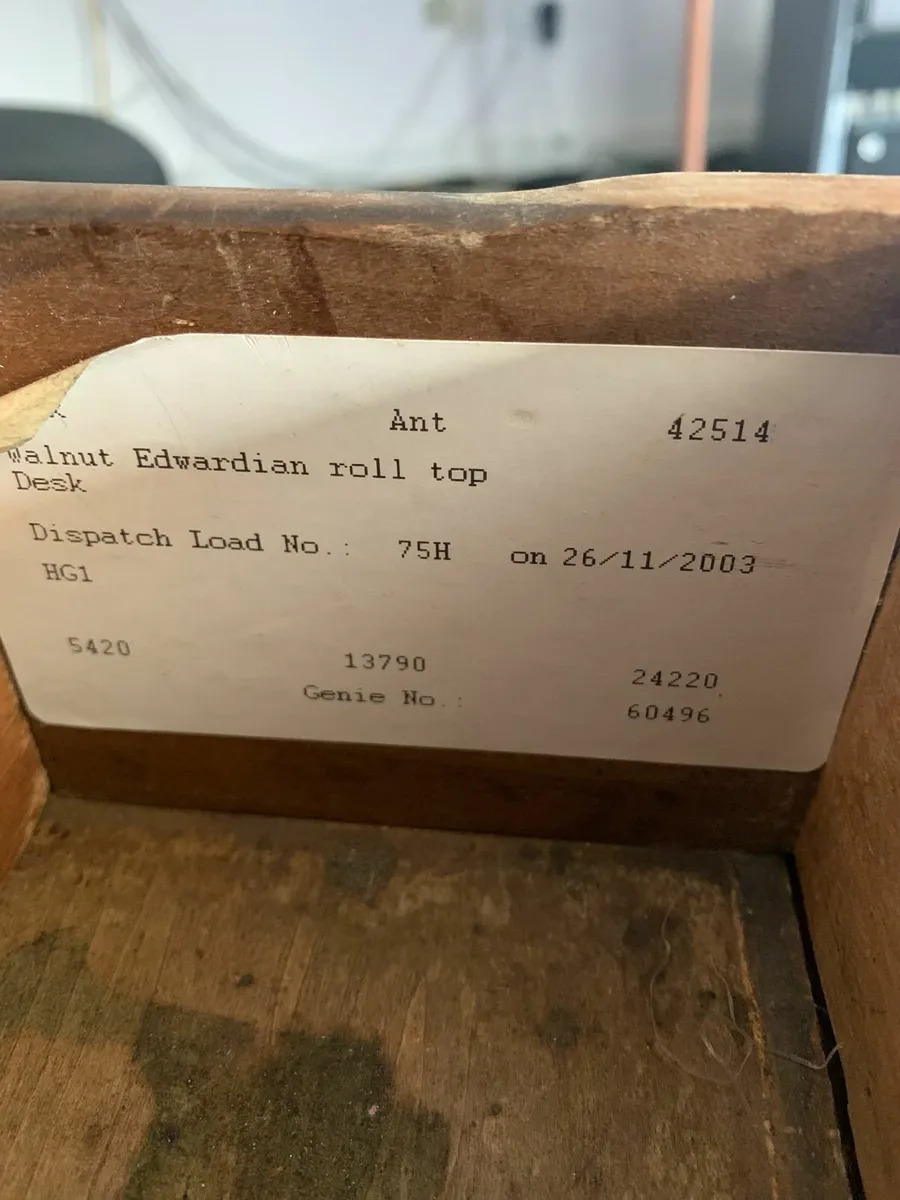 Ant 42514
Walnut Edwardian roll top
Desk
Dispatch Load No.: 75H on 26/11/2003
HG1
5420 13790 24220
Genie No.: 60496